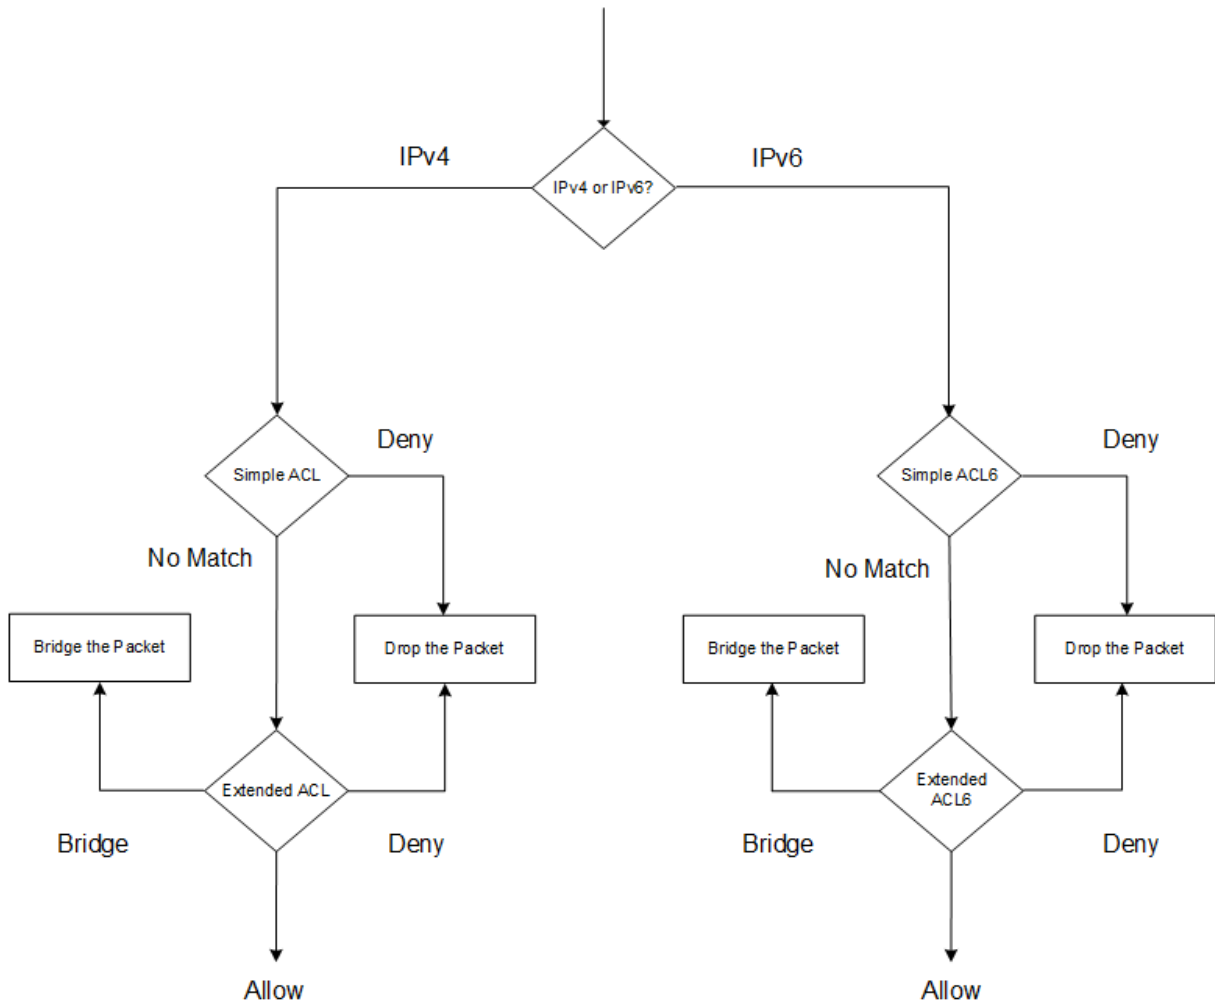 IPv4
IPv6
IPv4 or IPv6?
Deny
Deny
Simple ACL
Simple ACL6
No Match
No Match
Bridge the Packet
Drop the Packet
Bridge the Packet
Drop the Packet
Extended ACL
Extended
ACL6
Bridge
Deny
Bridge
Deny
Allow
Allow